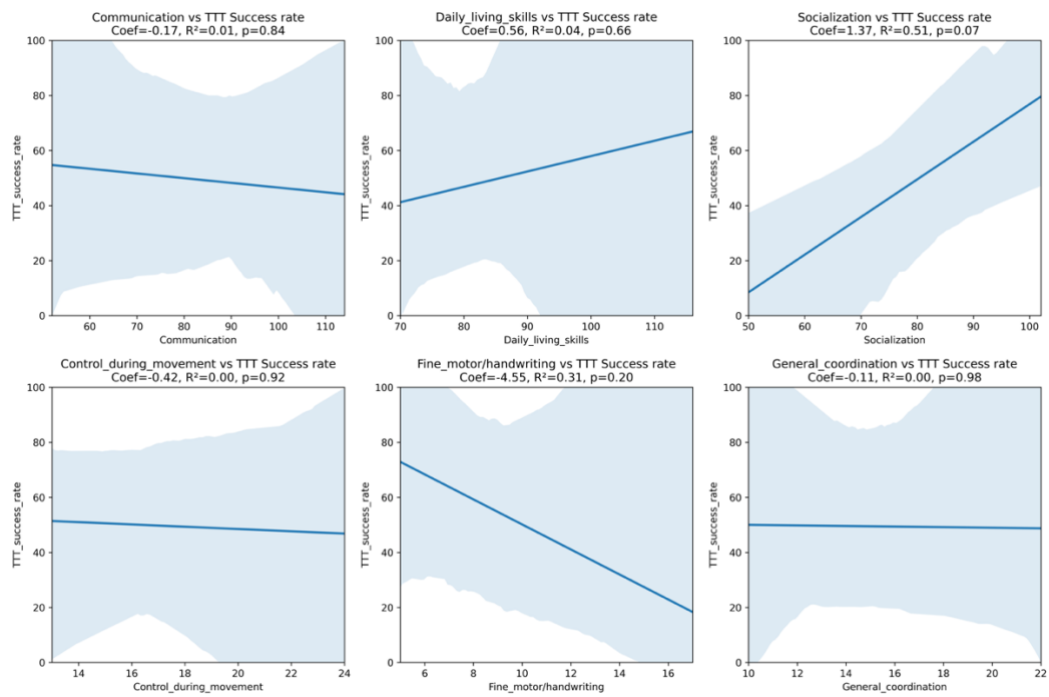 Communication vs TTT Success rate
Coef=-0.17, R²=0.01, p=0.84
100
80
60
40
20
0
TTT_success_rate
60 70 80 90 100 110
Communication
Daily_living_skills vs TTT Success rate
Coef=0.56, R²=0.04, p=0.66
100
80
60
40
20
0
TTT_success_rate
70 80 90 100 110
Daily_living_skills
Socialization vs TTT Success rate
Coef=1.37, R²=0.51, p=0.07
100
80
60
40
20
0
TTT_success_rate
50 60 70 80 90 100
Socialization
Control_during_movement vs TTT Success rate
Coef=-0.42, R²=0.00, p=0.92
100
80
60
40
20
0
TTT_success_rate
14 16 18 20 22 24
Control_during_movement
Fine_motor/handwriting vs TTT Success rate
Coef=-4.55, R²=0.31, p=0.20
100
80
60
40
20
0
TTT_success_rate
6 8 10 12 14 16
Fine_motor/handwriting
General_coordination vs TTT Success rate
Coef=-0.11, R²=0.00, p=0.98
100
80
60
40
20
0
TTT_success_rate
10 12 14 16 18 20 22
General_coordination